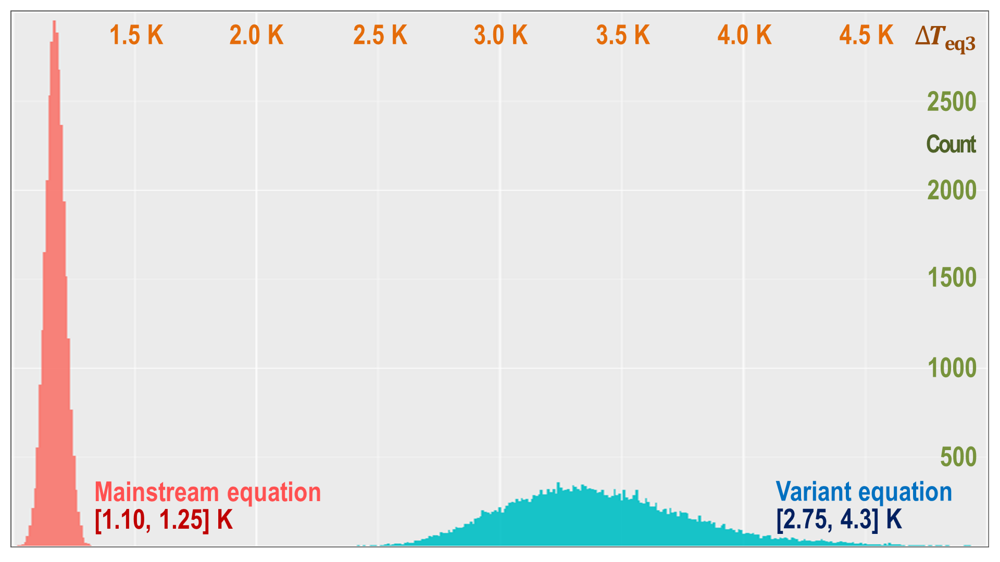 1.5 K 2.0 K 2.5 K 3.0 K 3.5 K 4.0 K 4.5 K ΔTeq3
2500
Count
2000
1500
1000
500
Mainstream equation
[1.10, 1.25] K
Variant equation
[2.75, 4.3] K